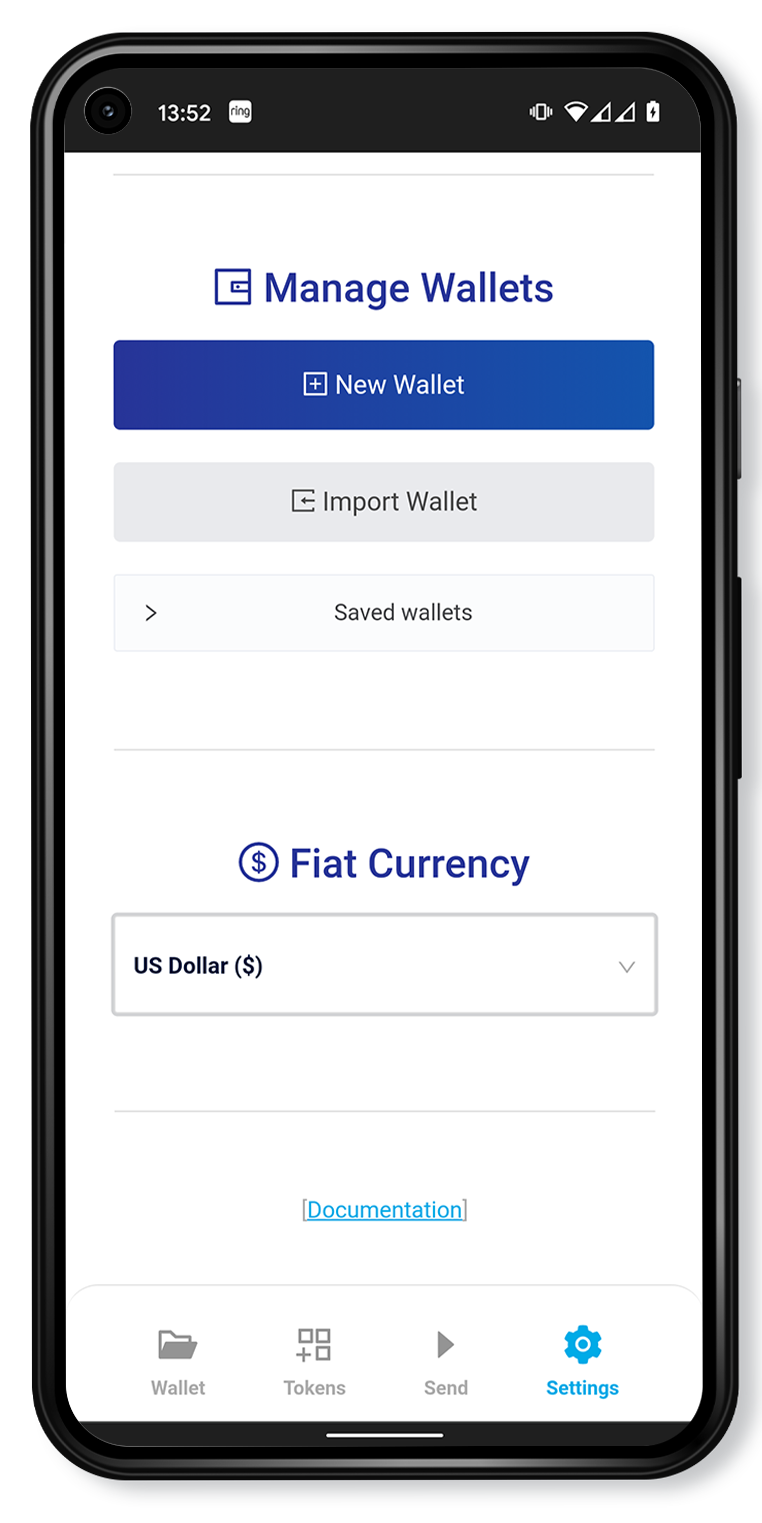 13:52 ring
Manage Wallets
New Wallet
Import Wallet
Saved wallets
$ Fiat Currency
US Dollar ($)
[Documentation]
Wallet Tokens Send Settings